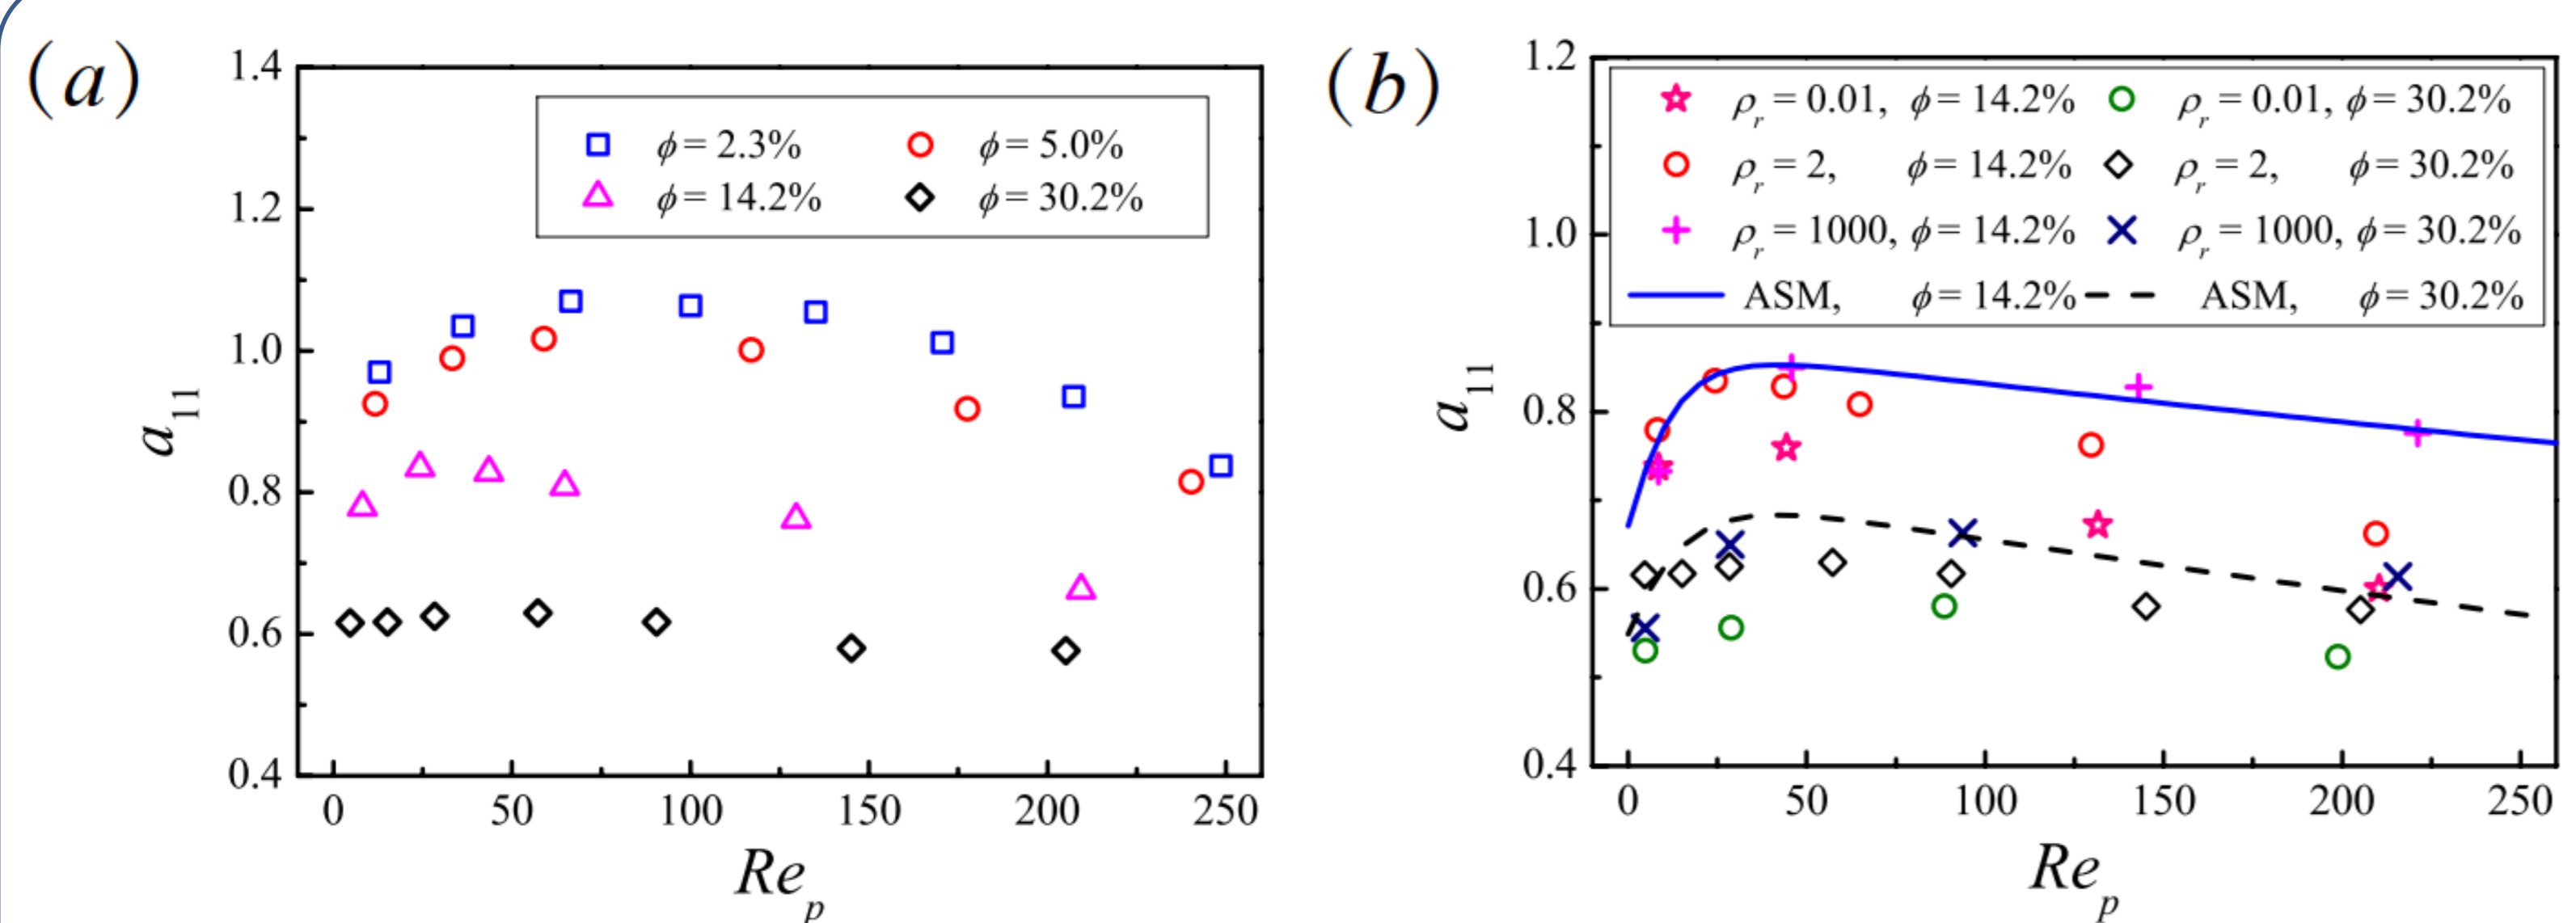 (a)
1.4
1.2
1.0
0.8
0.6
0.4
a11
ϕ = 2.3% ϕ = 5.0%
ϕ = 14.2% ϕ = 30.2%
0 50 100 150 200 250
Rep
(b)
1.2
1.0
0.8
0.6
0.4
a11
ρr = 0.01, ϕ = 14.2% ρr = 0.01, ϕ = 30.2%
ρr = 2, ϕ = 14.2% ρr = 2, ϕ = 30.2%
ρr = 1000, ϕ = 14.2% ρr = 1000, ϕ = 30.2%
ASM, ϕ = 14.2% ASM, ϕ = 30.2%
0 50 100 150 200 250
Rep